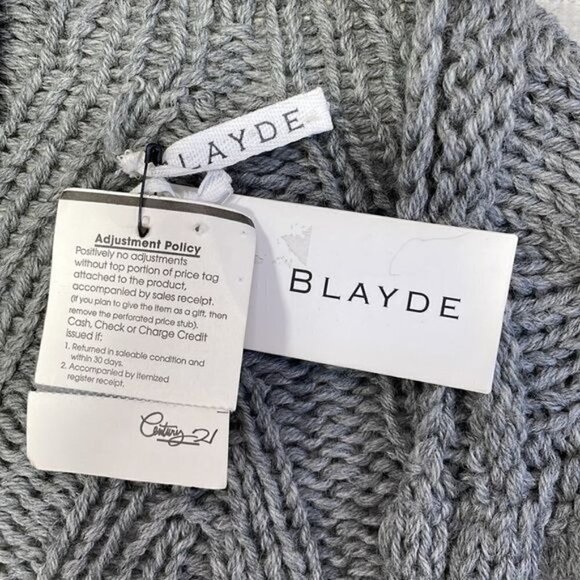 BLAYDE
Adjustment Policy
Positively no adjustments
without top portion of price tag
attached to the product,
accompanied by sales receipt.
(If you plan to give the item as a gift, then
remove the perforated price stub).
Cash, Check or Charge Credit
issued if:
1. Returned in saleable condition and
within 30 days.
2. Accompanied by itemized
register receipt.
Century 21
BLAYDE